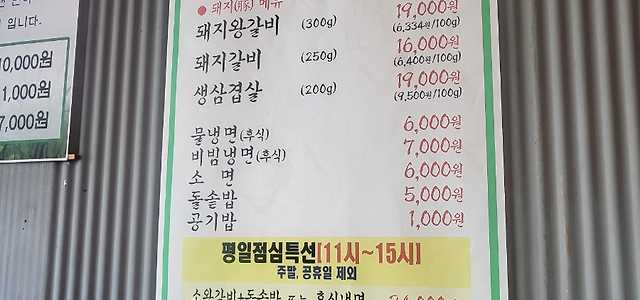 입니다.
10,000원
1,000원
7,000원
• 돼지(豚) 메뉴
돼지왕갈비 (300g) 19,000원
(6,334원/100g)
돼지갈비 (250g) 16,000원
(6,400원/100g)
생삼겹살 (200g) 19,000원
(9,500원/100g)
물냉면(후식) 6,000원
비빔냉면(후식) 7,000원
소 면 6,000원
돌솥밥 5,000원
공기밥 1,000원
평일점심특선[11시~15시]
주말, 공휴일 제외